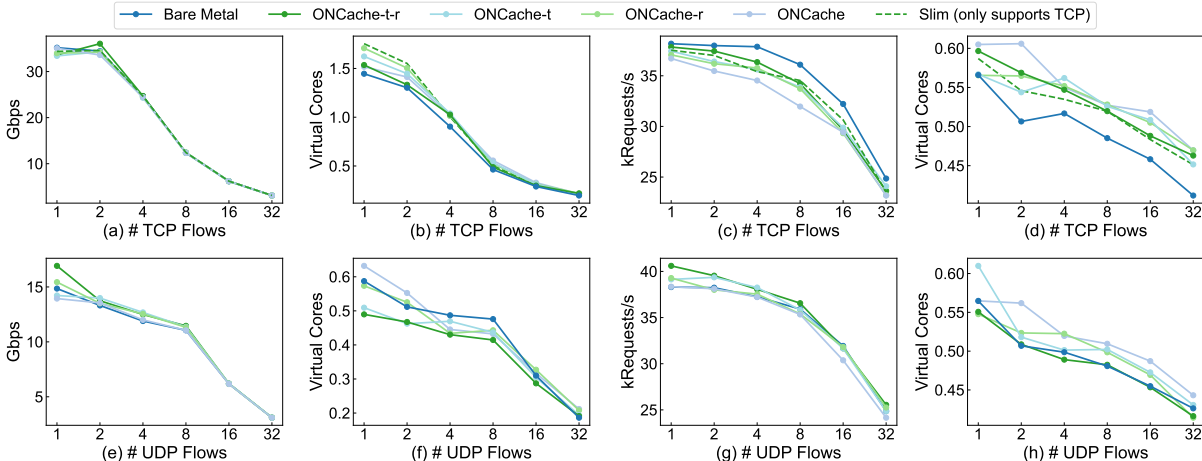 Bare Metal ONCache-t-r ONCache-t ONCache-r ONCache Slim (only supports TCP)
Gbps
30
20
10
1 2 4 8 16 32
(a) # TCP Flows
Virtual Cores
1.5
1.0
0.5
1 2 4 8 16 32
(b) # TCP Flows
kRequests/s
35
30
25
1 2 4 8 16 32
(c) # TCP Flows
Virtual Cores
0.60
0.55
0.50
0.45
1 2 4 8 16 32
(d) # TCP Flows
Gbps
15
10
5
1 2 4 8 16 32
(e) # UDP Flows
Virtual Cores
0.6
0.5
0.4
0.3
0.2
1 2 4 8 16 32
(f) # UDP Flows
kRequests/s
40
35
30
25
1 2 4 8 16 32
(g) # UDP Flows
Virtual Cores
0.60
0.55
0.50
0.45
1 2 4 8 16 32
(h) # UDP Flows